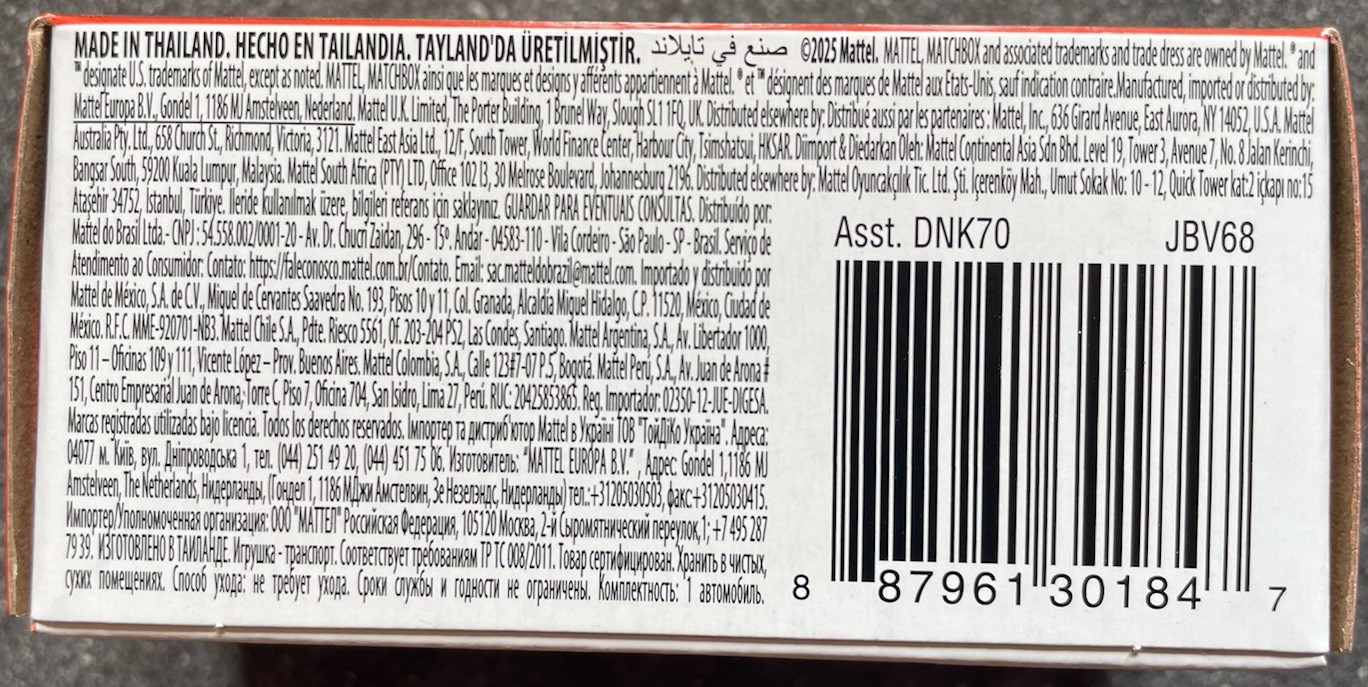 MADE IN THAILAND. HECHO EN TAILANDIA. TAYLAND'DA ÜRETİLMİŞTİR. صنع في تايلاند ©2025 Mattel. MATTEL, MATCHBOX and associated trademarks and trade dress are owned by Mattel. ® and
™ designate U.S. trademarks of Mattel, except as noted. MATTEL, MATCHBOX ainsi que les marques et designs y afférents appartiennent à Mattel. ® et ™ désignent des marques de Mattel aux États-Unis, sauf indication contraire.Manufactured, imported or distributed by:
Mattel Europa B.V., Gondel 1, 1186 MJ Amstelveen, Nederland. Mattel U.K. Limited, The Porter Building, 1 Brunel Way, Slough SL1 1FQ, UK. Distributed elsewhere by: Distribué aussi par les partenaires : Mattel, Inc., 636 Girard Avenue, East Aurora, NY 14052, U.S.A. Mattel
Australia Pty. Ltd., 658 Church St., Richmond, Victoria, 3121. Mattel East Asia Ltd., 12/F, South Tower, World Finance Center, Harbour City, Tsimshatsui, HKSAR. Diimport & Diedarkan Oleh: Mattel Continental Asia Sdn Bhd. Level 19, Tower 3, Avenue 7, No. 8 Jalan Kerinchi,
Bangsar South, 59200 Kuala Lumpur, Malaysia. Mattel South Africa (PTY) LTD, Office 102 I3, 30 Melrose Boulevard, Johannesburg 2196. Distributed elsewhere by: Mattel Oyuncakçılık Tic. Ltd. Şti. İçerenköy Mah., Umut Sokak No: 10 - 12, Quick Tower kat:2 içkapı no:15
Ataşehir 34752, İstanbul, Türkiye. İleride kullanılmak üzere, bilgileri referans için saklayınız. GUARDAR PARA EVENTUAIS CONSULTAS. Distribuído por:
Mattel do Brasil Ltda.- CNPJ : 54.558.002/0001-20 - Av. Dr. Chucri Zaidan, 296 - 15º. Andar - 04583-110 - Vila Cordeiro - São Paulo - SP - Brasil. Serviço de
Atendimento ao Consumidor: Contato: https://faleconosco.mattel.com.br/Contato. Email: sac.matteldobrazil@mattel.com. Importado y distribuido por
Mattel de México, S.A. de C.V., Miguel de Cervantes Saavedra No. 193, Pisos 10 y 11, Col. Granada, Alcaldía Miguel Hidalgo, C.P. 11520, México, Ciudad de
México. R.F.C. MME-920701-NB3. Mattel Chile S.A., Pdte. Riesco 5561, Of. 203-204 PS2, Las Condes, Santiago. Mattel Argentina, S.A., Av. Libertador 1000,
Piso 11 – Oficinas 109 y 111, Vicente López – Prov. Buenos Aires. Mattel Colombia, S.A., Calle 123#7-07 P.5, Bogotá. Mattel Perú, S.A., Av. Juan de Arona #
151, Centro Empresarial Juan de Arona, Torre C, Piso 7, Oficina 704, San Isidro, Lima 27, Perú. RUC: 20425853865. Reg. Importador: 02350-12-JUE-DIGESA.
Marcas registradas utilizadas bajo licencia. Todos los derechos reservados. Імпортер та дистриб'ютор Mattel в Україні ТОВ "ТойДіКо Україна". Адреса:
04077 м. Київ, вул. Дніпроводська 1, тел. (044) 251 49 20, (044) 451 75 06. Изготовитель: "MATTEL EUROPA B.V." , Адрес: Gondel 1,1186 MJ
Amstelveen, The Netherlands, Нидерланды, (Гондел 1, 1186 МДжи Амстелвин, Зе Незелэндс, Нидерланды) тел.:+31205030503, факс:+31205030415.
Импортер/Уполномоченная организация: ООО "МАТТЕЛ" Российская Федерация, 105120 Москва, 2-й Сыромятнический переулок,1; +7 495 287
79 39. ИЗГОТОВЛЕНО В ТАИЛАНДЕ. Игрушка - транспорт. Соответствует требованиям ТР ТС 008/2011. Товар сертифицирован. Хранить в чистых,
сухих помещениях. Способ ухода: не требует ухода. Сроки службы и годности не ограничены. Комплектность: 1 автомобиль.
Asst. DNK70 JBV68
8 87961 30184 7